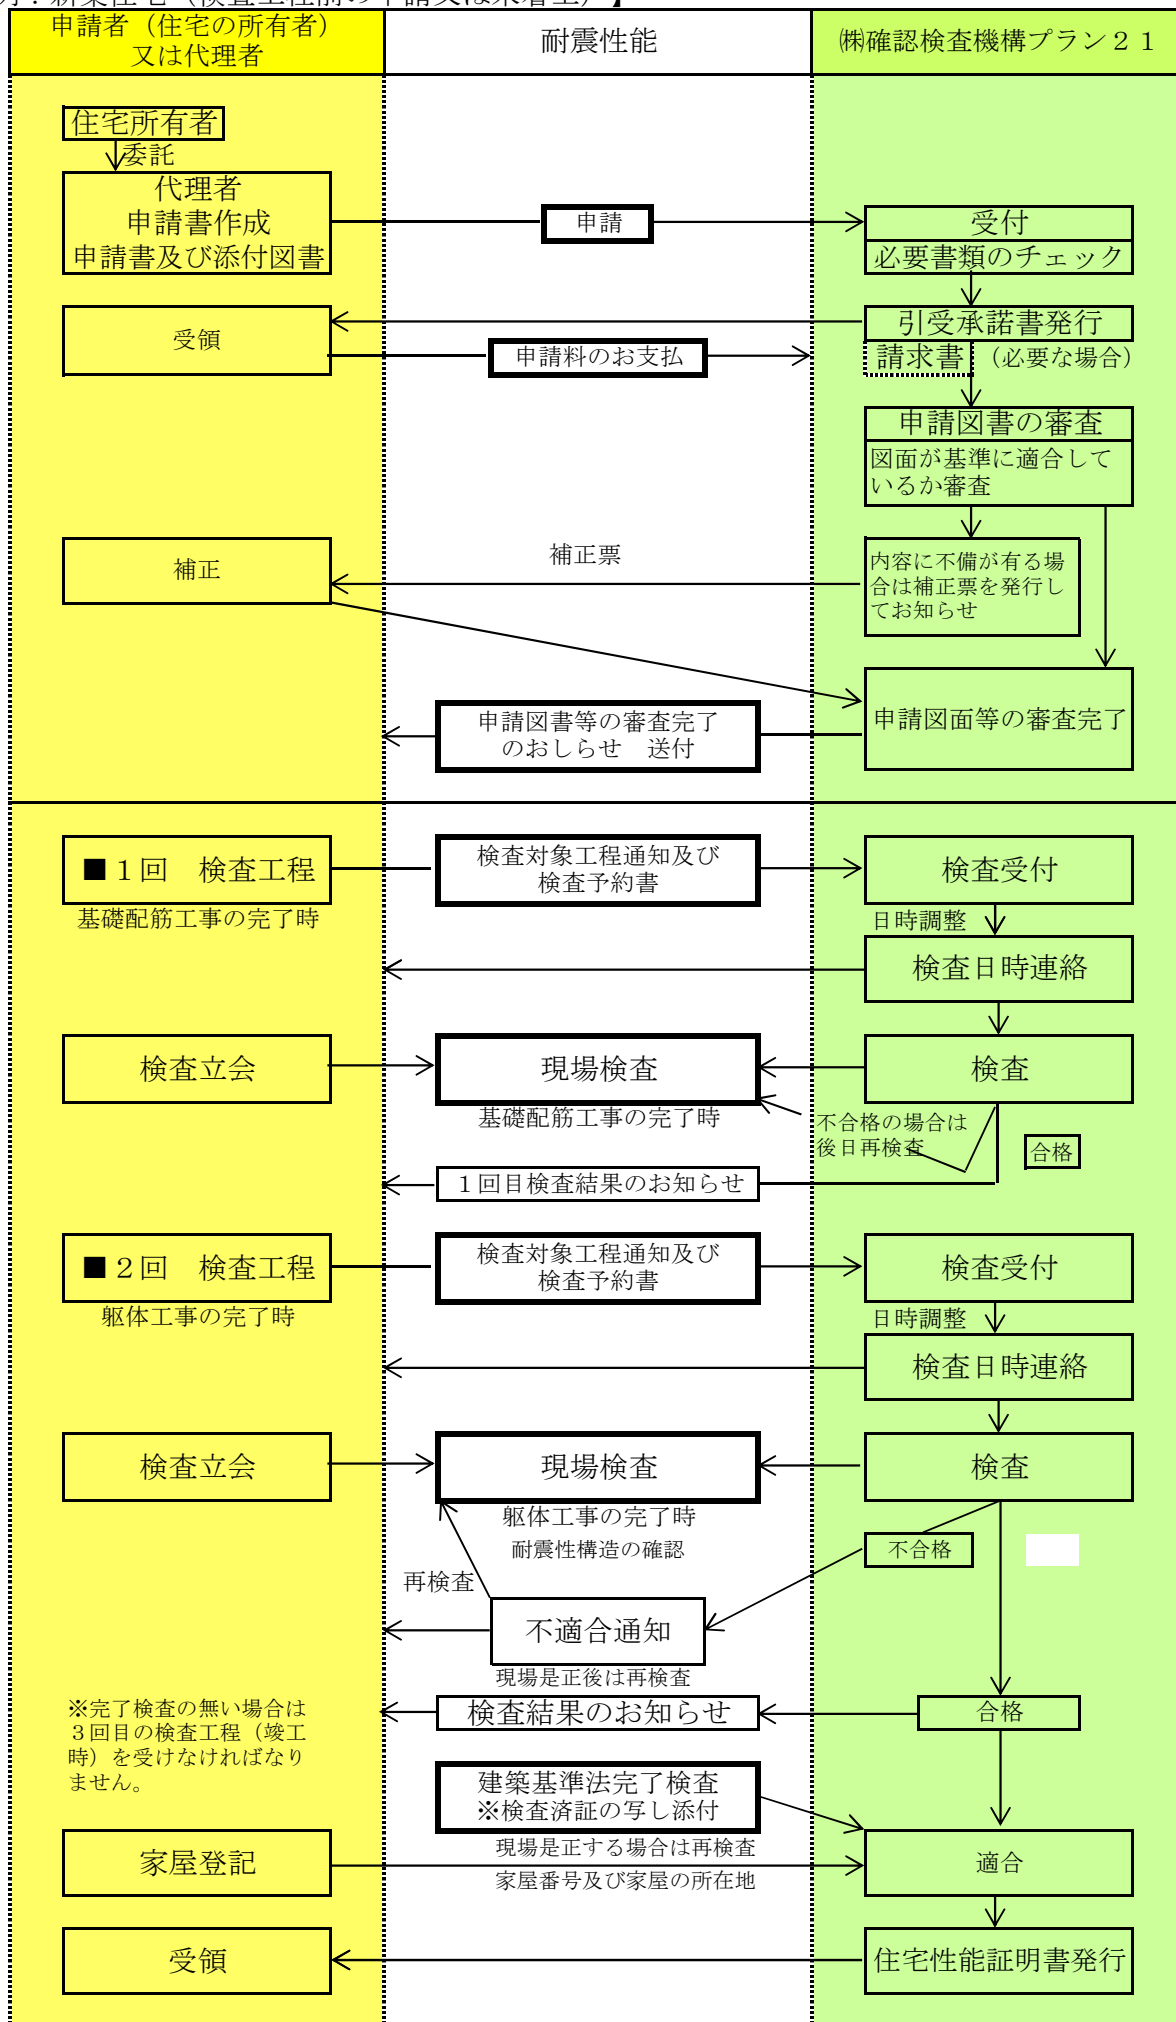 申請者（住宅の所有者）
又は代理者
耐震性能
㈱確認検査機構プラン２１
住宅所有者
委託
代理者
申請書作成
申請書及び添付図書
申請
受付
必要書類のチェック
受領
引受承諾書発行
申請料のお支払
請求書
（必要な場合）
申請図書の審査
図面が基準に適合して
いるか審査
補正
補正票
内容に不備が有る場
合は補正票を発行し
てお知らせ
申請図書等の審査完了
のおしらせ　送付
申請図面等の審査完了
■１回　検査工程
基礎配筋工事の完了時
検査対象工程通知及び
検査予約書
検査受付
日時調整
検査日時連絡
検査立会
現場検査
基礎配筋工事の完了時
検査
不合格の場合は
後日再検査
合格
１回目検査結果のお知らせ
■２回　検査工程
躯体工事の完了時
検査対象工程通知及び
検査予約書
検査受付
日時調整
検査日時連絡
検査立会
現場検査
躯体工事の完了時
耐震性構造の確認
検査
不合格
再検査
不適合通知
現場是正後は再検査
※完了検査の無い場合は
３回目の検査工程（竣工
時）を受けなければなり
ません。
検査結果のお知らせ
合格
建築基準法完了検査
※検査済証の写し添付
現場是正する場合は再検査
家屋登記
家屋番号及び家屋の所在地
適合
受領
住宅性能証明書発行